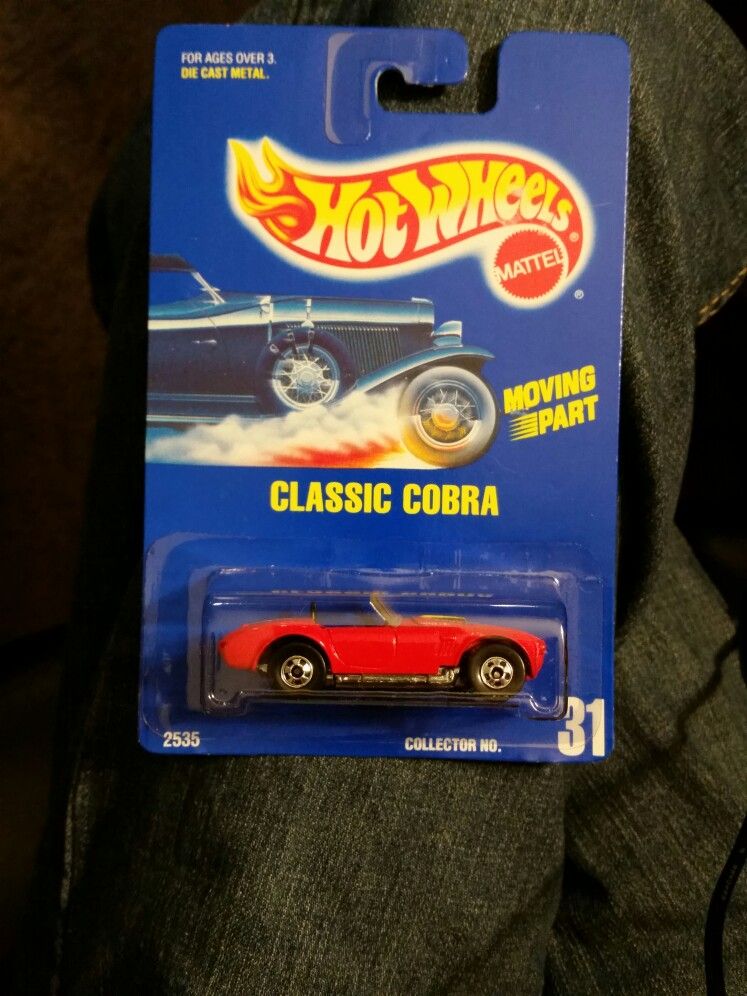 FOR AGES OVER 3.
DIE CAST METAL.
HOT WHEELS®
MATTEL
®
MOVING
PART
CLASSIC COBRA
2535
COLLECTOR NO.
31